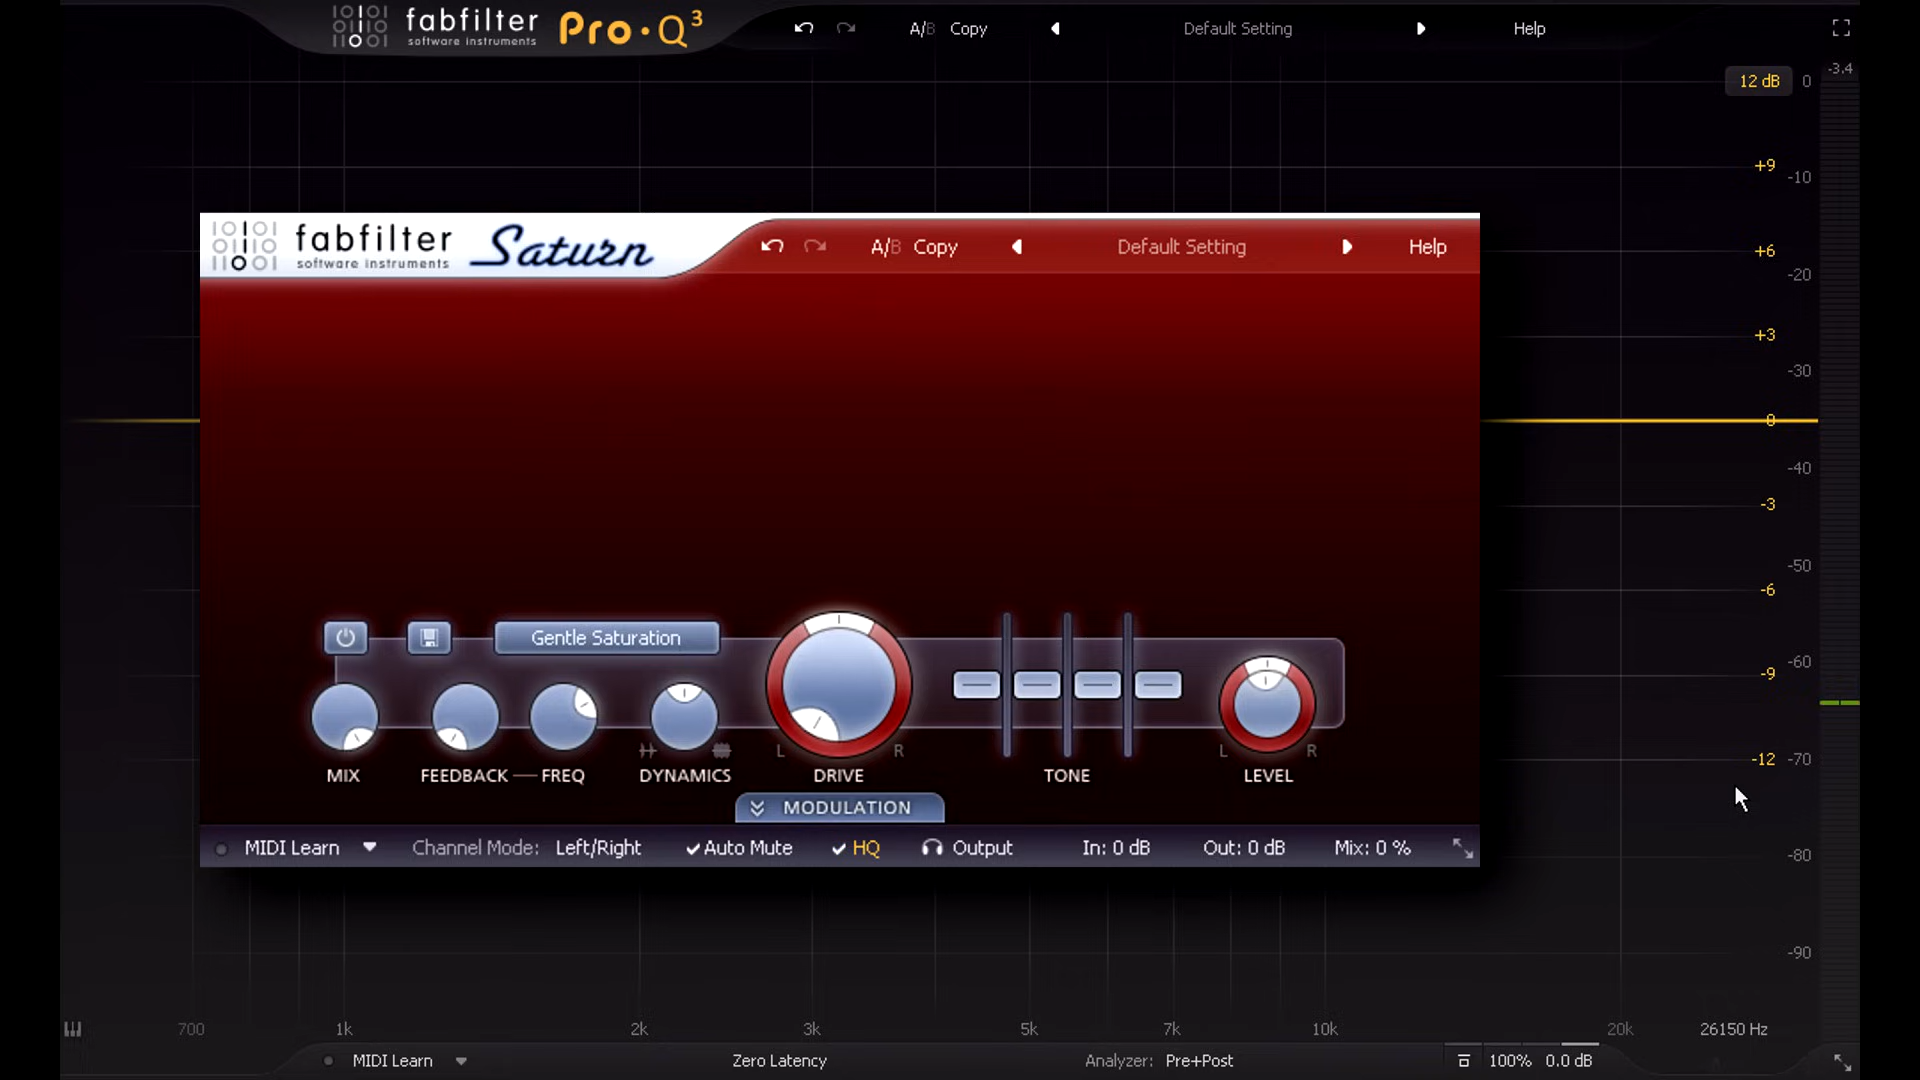 fabfilter
software instruments
Pro·Q³
A/B Copy
Default Setting
Help
-3.4
12 dB 0
+9
-10
+6
-20
+3
-30
0
-40
-3
-50
-6
-60
-9
-12 -70
-80
-90
fabfilter
software instruments
Saturn
A/B Copy
Default Setting
Help
Gentle Saturation
L R
L R
MIX
FEEDBACK
FREQ
DYNAMICS
DRIVE
TONE
LEVEL
MODULATION
MIDI Learn
Channel Mode: Left/Right
Auto Mute
HQ
Output
In: 0 dB
Out: 0 dB
Mix: 0 %
700 1k 2k 3k 5k 7k 10k 20k 26150 Hz
MIDI Learn
Zero Latency
Analyzer: Pre+Post
100% 0.0 dB